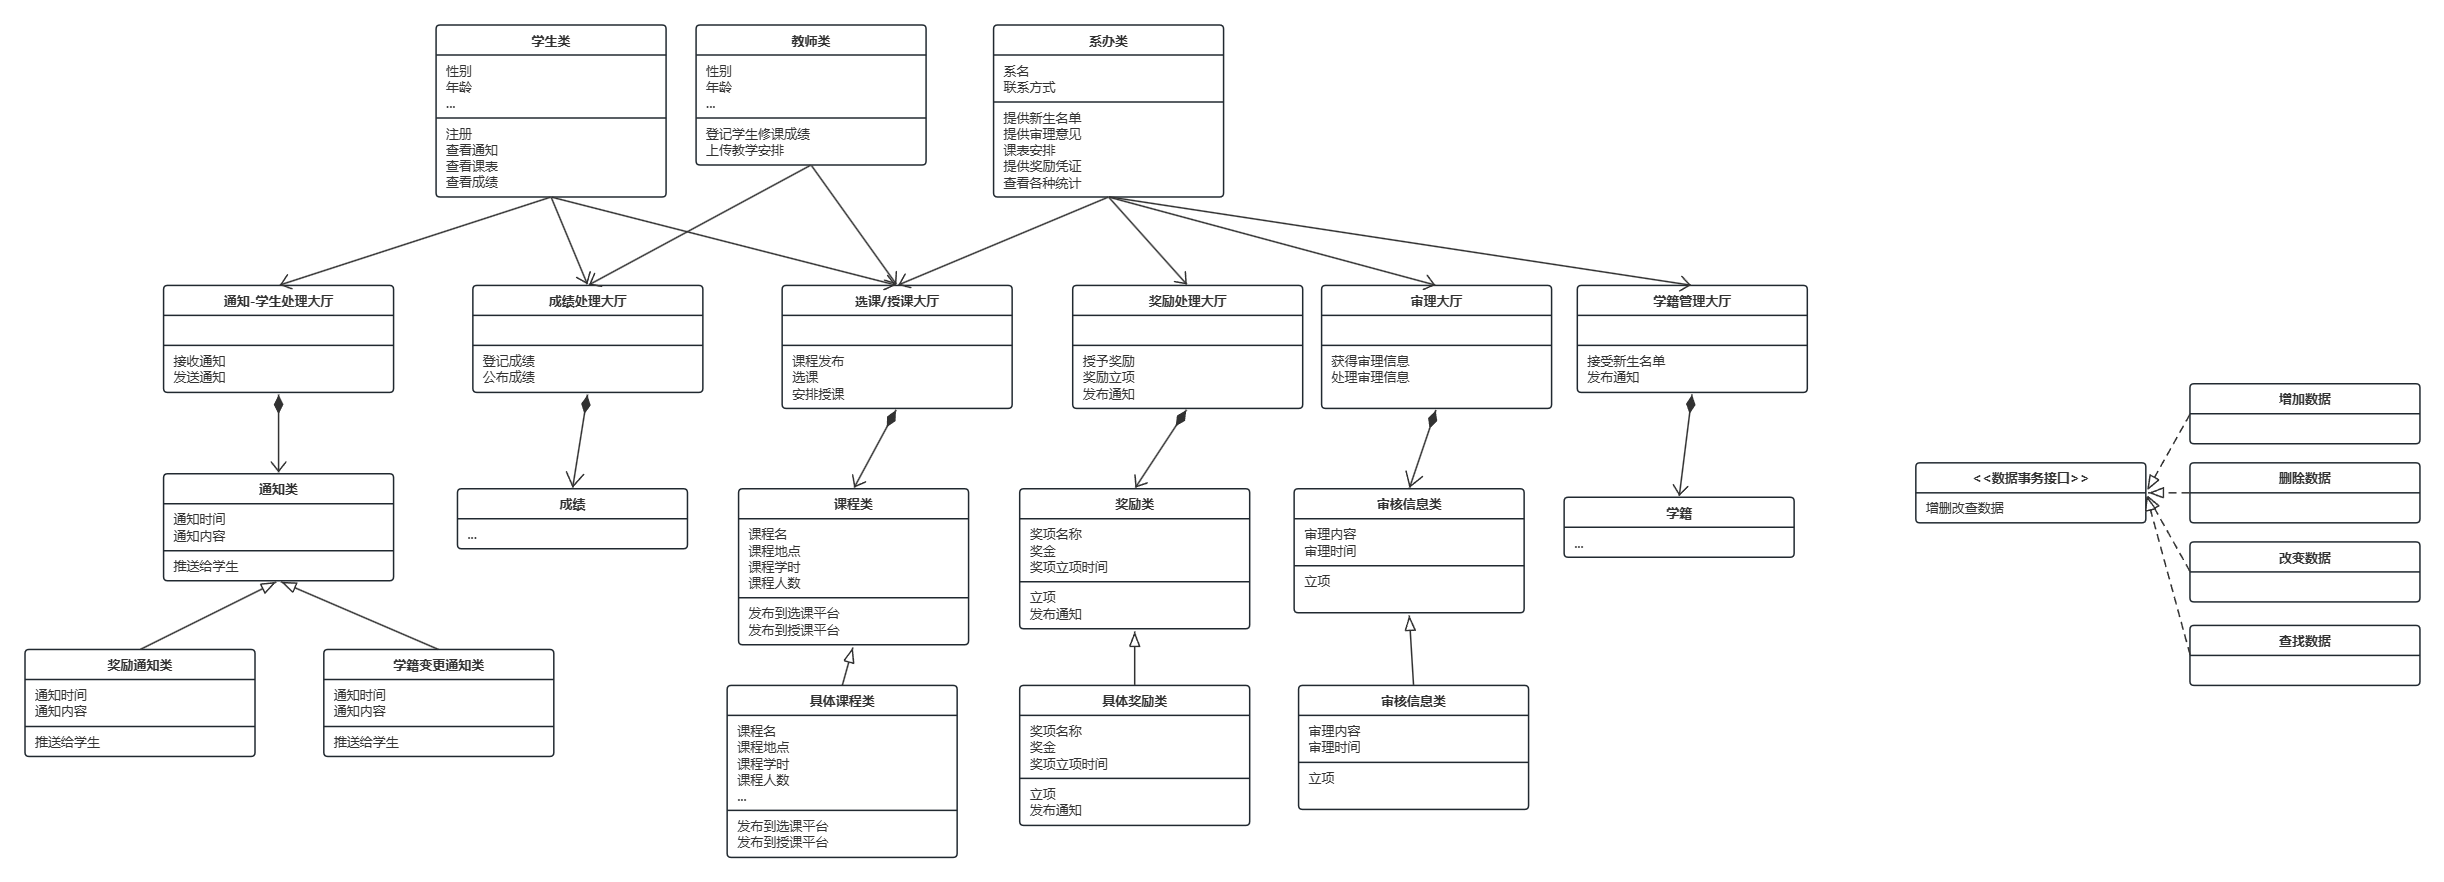 学生类
性别
年龄
...
注册
查看通知
查看课表
查看成绩
教师类
性别
年龄
...
登记学生修课成绩
上传教学安排
系办类
系名
联系方式
提供新生名单
提供审理意见
课表安排
提供奖励凭证
查看各种统计
通知-学生处理大厅
接收通知
发送通知
成绩处理大厅
登记成绩
公布成绩
选课/授课大厅
课程发布
选课
安排授课
奖励处理大厅
授予奖励
奖励立项
发布通知
审理大厅
获得审理信息
处理审理信息
学籍管理大厅
接受新生名单
发布通知
通知类
通知时间
通知内容
推送给学生
成绩
...
课程类
课程名
课程地点
课程学时
课程人数
发布到选课平台
发布到授课平台
奖励类
奖项名称
奖金
奖项立项时间
立项
发布通知
审核信息类
审理内容
审理时间
立项
学籍
...
奖励通知类
通知时间
通知内容
推送给学生
学籍变更通知类
通知时间
通知内容
推送给学生
具体课程类
课程名
课程地点
课程学时
课程人数
...
发布到选课平台
发布到授课平台
具体奖励类
奖项名称
奖金
奖项立项时间
立项
发布通知
审核信息类
审理内容
审理时间
立项
<<数据事务接口>>
增删改查数据
增加数据
删除数据
改变数据
查找数据